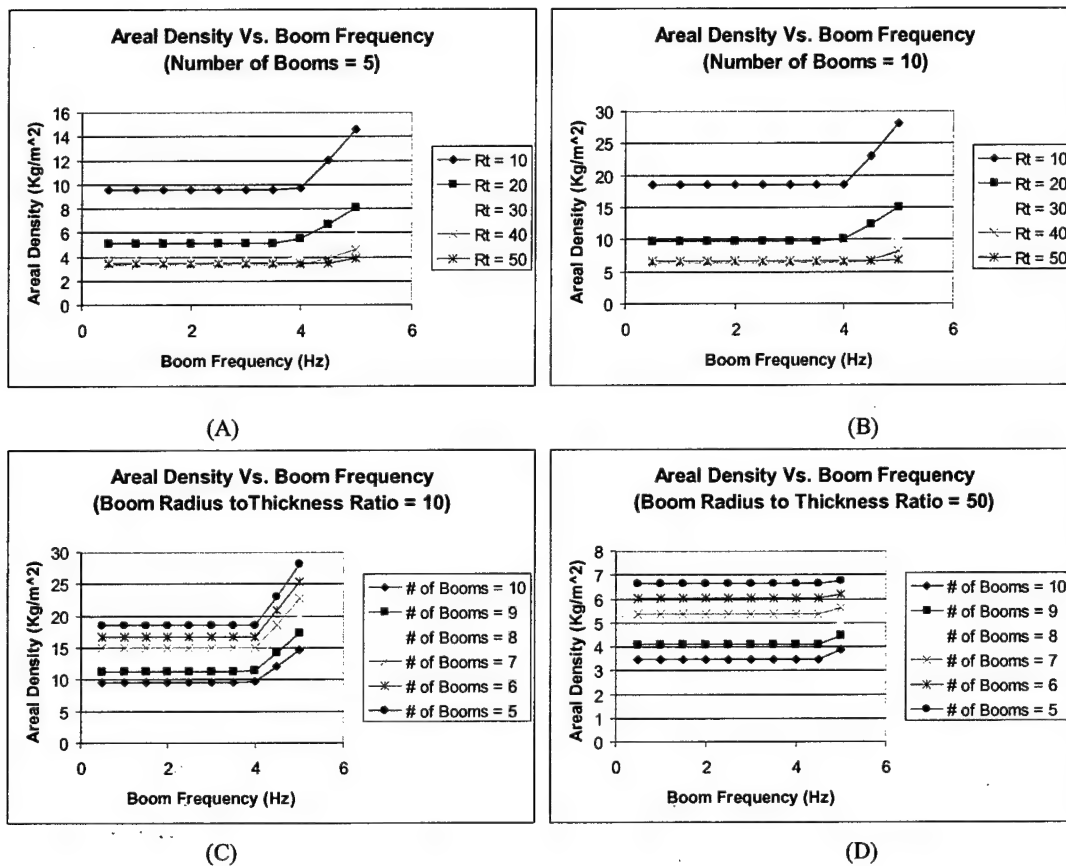 Areal Density Vs. Boom Frequency
(Number of Booms = 5)
Areal Density (Kg/m^2)
16
14
12
10
8
6
4
2
0
0
2
4
6
Boom Frequency (Hz)
Rt = 10
Rt = 20
Rt = 30
Rt = 40
Rt = 50
(A)
Areal Density Vs. Boom Frequency
(Number of Booms = 10)
Areal Density (Kg/m^2)
30
25
20
15
10
5
0
0
2
4
6
Boom Frequency (Hz)
Rt = 10
Rt = 20
Rt = 30
Rt = 40
Rt = 50
(B)
Areal Density Vs. Boom Frequency
(Boom Radius toThickness Ratio = 10)
Areal Density (Kg/m^2)
30
25
20
15
10
5
0
0
2
4
6
Boom Frequency (Hz)
# of Booms = 10
# of Booms = 9
# of Booms = 8
# of Booms = 7
# of Booms = 6
# of Booms = 5
(C)
Areal Density Vs. Boom Frequency
(Boom Radius to Thickness Ratio = 50)
Areal Density (Kg/m^2)
8
7
6
5
4
3
2
1
0
0
2
4
6
Boom Frequency (Hz)
# of Booms = 10
# of Booms = 9
# of Booms = 8
# of Booms = 7
# of Booms = 6
# of Booms = 5
(D)